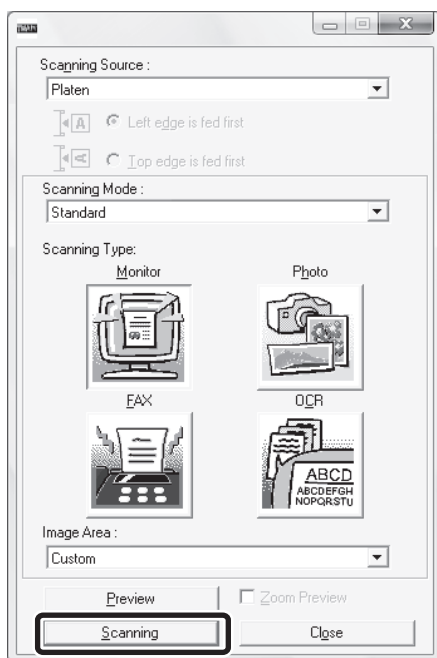 TWAIN
Scanning Source :
Platen
A Left edge is fed first
A Top edge is fed first
Scanning Mode :
Standard
Scanning Type:
Monitor Photo
FAX OCR
ABCD
ABCDEFGH
NOPQRSTU
Image Area :
Custom
Preview Zoom Preview
Scanning Close